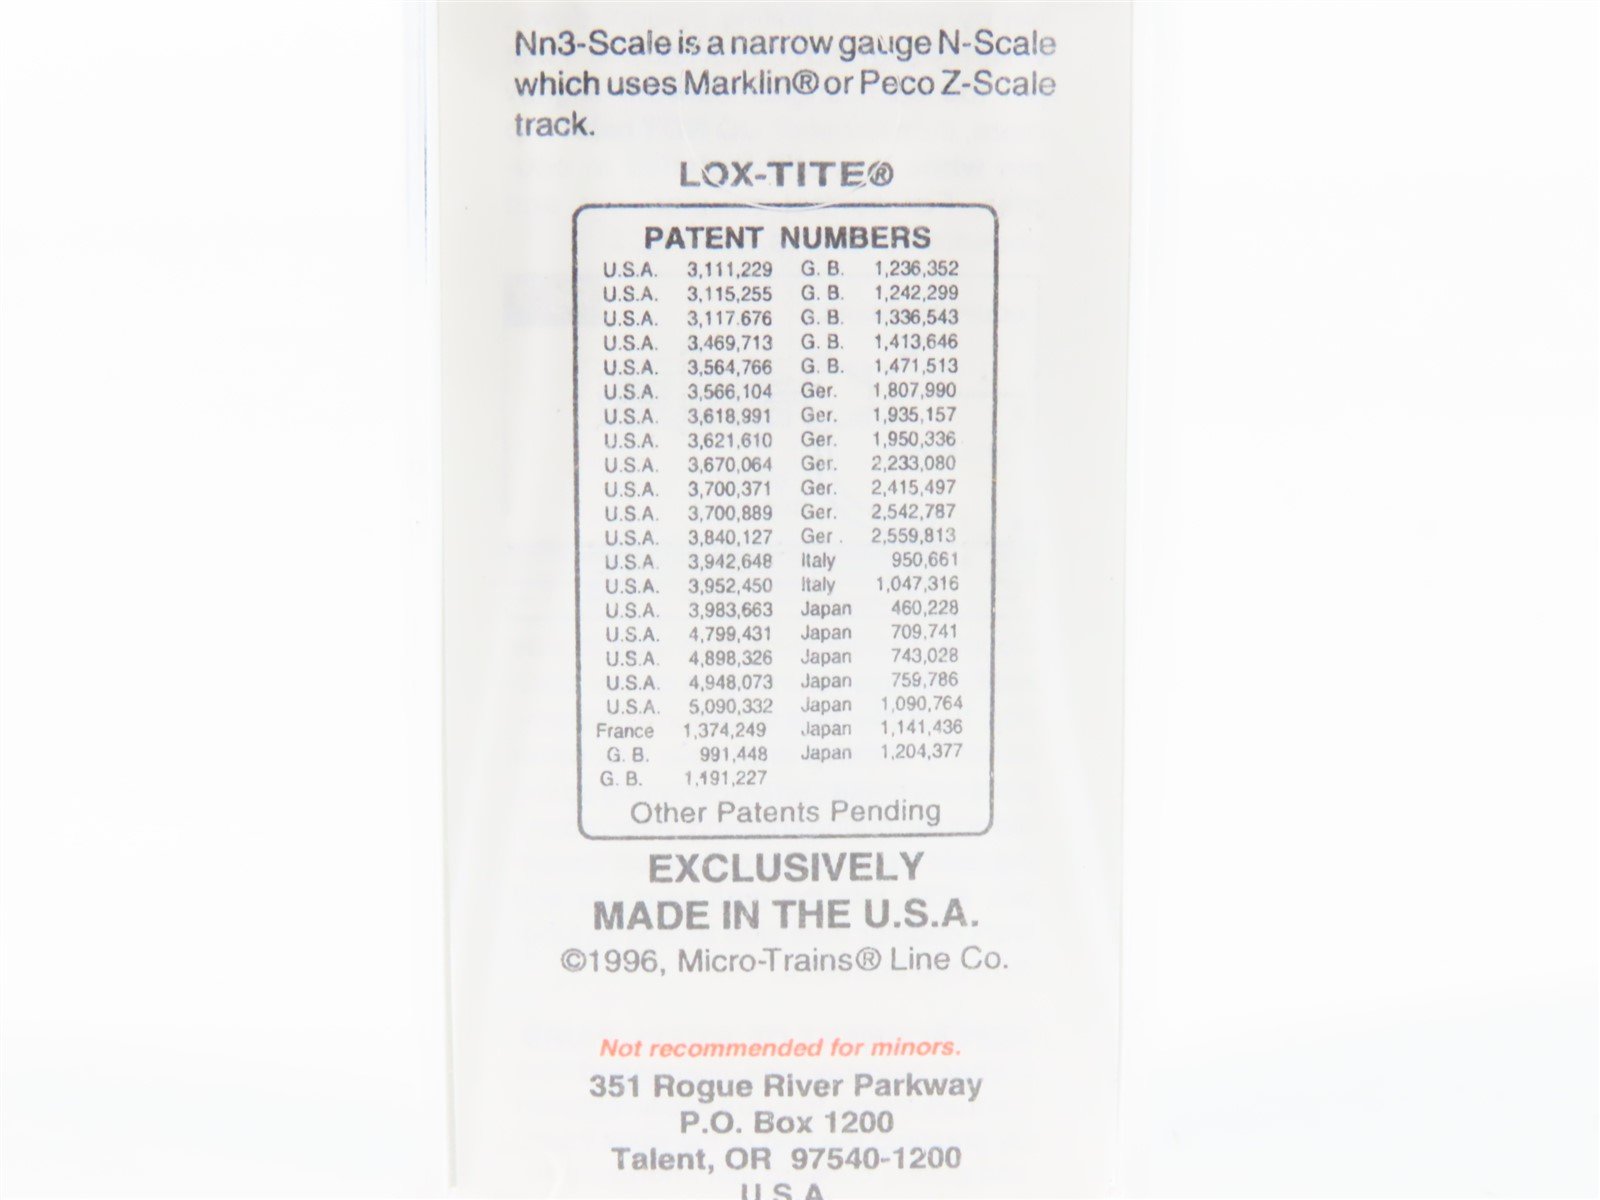 Nn3-Scale is a narrow gauge N-Scale
which uses Marklin® or Peco Z-Scale
track.
LOX-TITE®
PATENT NUMBERS
U.S.A. 3,111,229 G. B. 1,236,352
U.S.A. 3,115,255 G. B. 1,242,299
U.S.A. 3,117.676 G. B. 1,336,543
U.S.A. 3,469,713 G. B. 1,413,646
U.S.A. 3,564,766 G. B. 1,471,513
U.S.A. 3,566,104 Ger. 1,807,990
U.S.A. 3,618,991 Ger. 1,935,157
U.S.A. 3,621,610 Ger. 1,950,336
U.S.A. 3,670,064 Ger. 2,233,080
U.S.A. 3,700,371 Ger. 2,415,497
U.S.A. 3,700,889 Ger. 2,542,787
U.S.A. 3,840,127 Ger . 2,559,813
U.S.A. 3,942,648 Italy 950,661
U.S.A. 3,952,450 Italy 1,047,316
U.S.A. 3,983,663 Japan 460,228
U.S.A. 4,799,431 Japan 709,741
U.S.A. 4,898,326 Japan 743,028
U.S.A. 4,948,073 Japan 759,786
U.S.A. 5,090,332 Japan 1,090,764
France 1,374,249 Japan 1,141,436
G. B. 991,448 Japan 1,204,377
G. B. 1,191,227
Other Patents Pending
EXCLUSIVELY
MADE IN THE U.S.A.
©1996, Micro-Trains® Line Co.
Not recommended for minors.
351 Rogue River Parkway
P.O. Box 1200
Talent, OR 97540-1200
U.S.A.